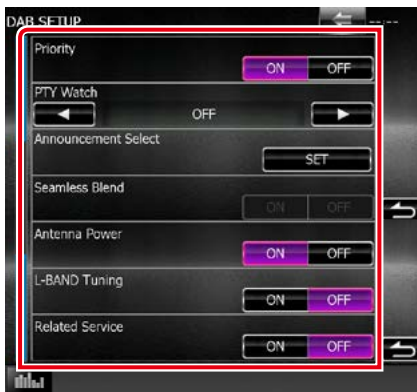 DAB SETUP
--:--
Priority
ON OFF
PTY Watch
OFF
Announcement Select
SET
Seamless Blend
ON OFF
Antenna Power
ON OFF
L-BAND Tuning
ON OFF
Related Service
ON OFF